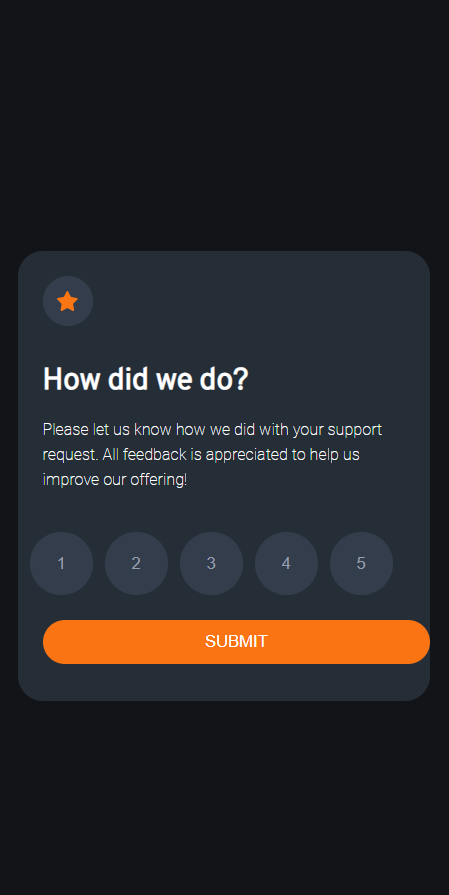 How did we do?
Please let us know how we did with your support
request. All feedback is appreciated to help us
improve our offering!
1 2 3 4 5
SUBMIT